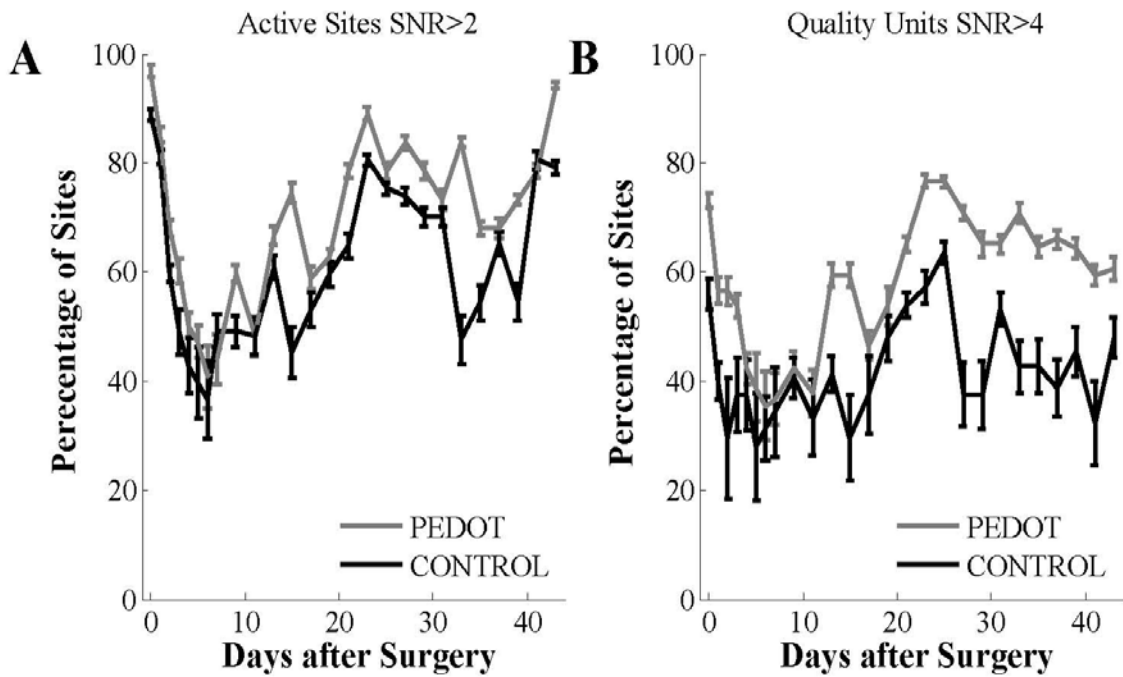 Active Sites SNR>2
A
Perecentage of Sites
100
80
60
40
20
0
PEDOT
CONTROL
0 10 20 30 40
Days after Surgery
Quality Units SNR>4
B
Percentage of Sites
100
80
60
40
20
0
PEDOT
CONTROL
0 10 20 30 40
Days after Surgery